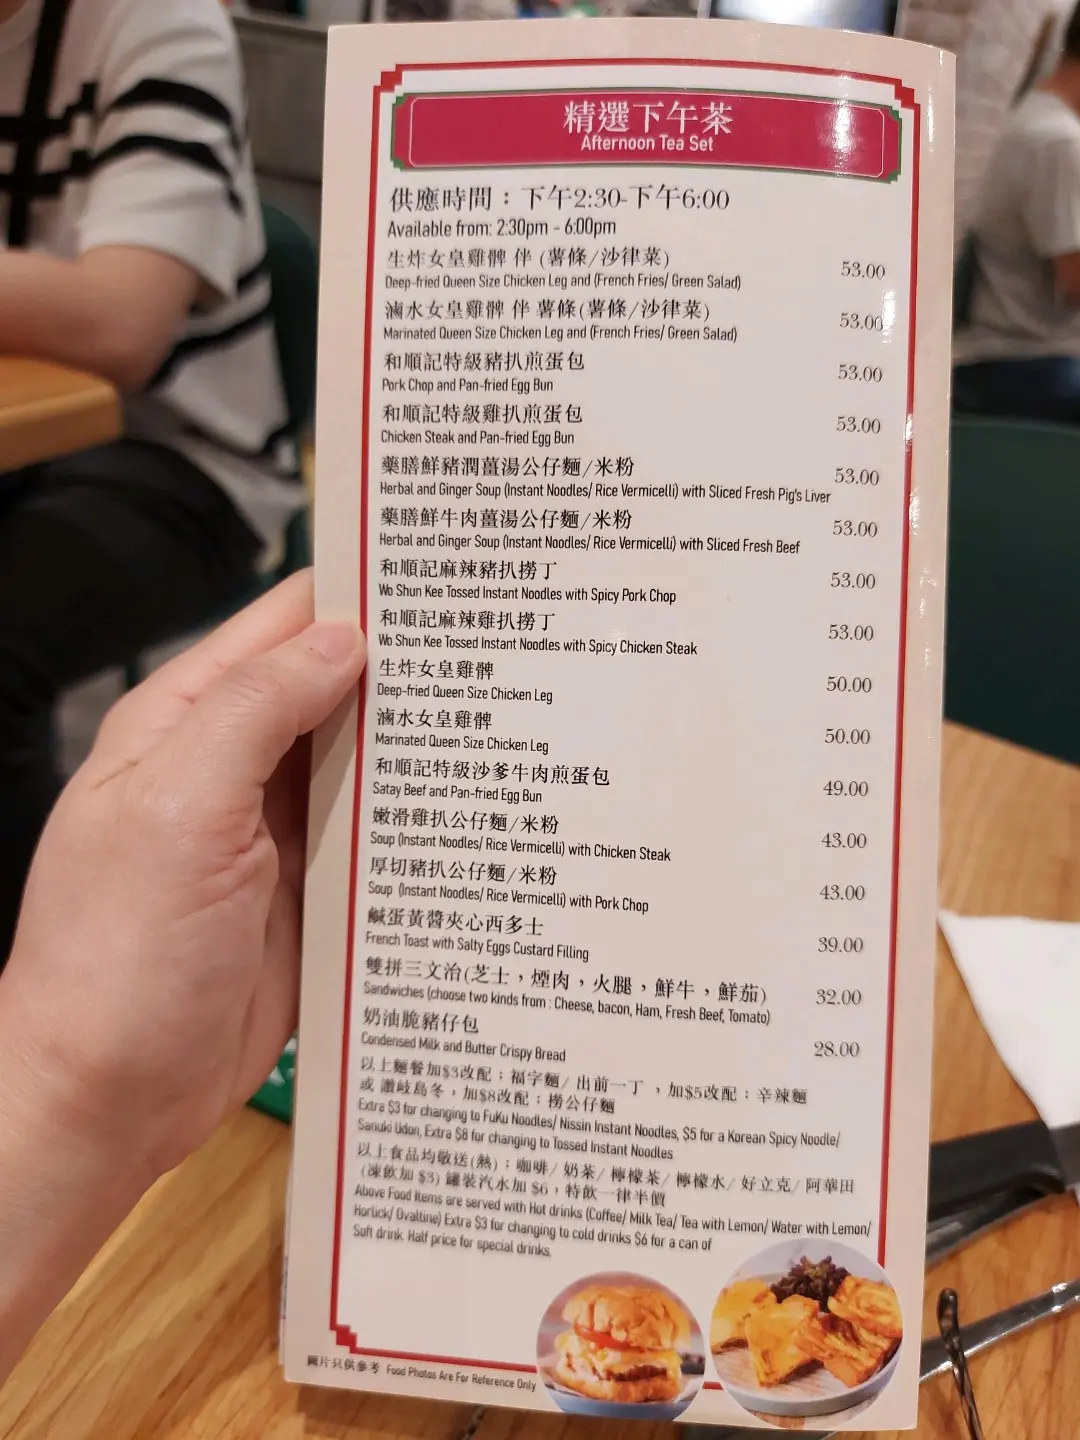 精選下午茶
Afternoon Tea Set
供應時間：下午2:30-下午6:00
Available from: 2:30pm - 6:00pm
生炸女皇雞髀 伴 (薯條/沙律菜) 53.00
Deep-fried Queen Size Chicken Leg and (French Fries/ Green Salad)
滷水女皇雞髀 伴 薯條(薯條/沙律菜) 53.00
Marinated Queen Size Chicken Leg and (French Fries/ Green Salad)
和順記特級豬扒煎蛋包 53.00
Pork Chop and Pan-fried Egg Bun
和順記特級雞扒煎蛋包 53.00
Chicken Steak and Pan-fried Egg Bun
藥膳鮮豬潤薑湯公仔麵/米粉 53.00
Herbal and Ginger Soup (Instant Noodles/ Rice Vermicelli) with Sliced Fresh Pig's Liver
藥膳鮮牛肉薑湯公仔麵/米粉 53.00
Herbal and Ginger Soup (Instant Noodles/ Rice Vermicelli) with Sliced Fresh Beef
和順記麻辣豬扒撈丁 53.00
Wo Shun Kee Tossed Instant Noodles with Spicy Pork Chop
和順記麻辣雞扒撈丁 53.00
Wo Shun Kee Tossed Instant Noodles with Spicy Chicken Steak
生炸女皇雞髀 50.00
Deep-fried Queen Size Chicken Leg
滷水女皇雞髀 50.00
Marinated Queen Size Chicken Leg
和順記特級沙爹牛肉煎蛋包 49.00
Satay Beef and Pan-fried Egg Bun
嫩滑雞扒公仔麵/米粉 43.00
Soup (Instant Noodles/ Rice Vermicelli) with Chicken Steak
厚切豬扒公仔麵/米粉 43.00
Soup (Instant Noodles/ Rice Vermicelli) with Pork Chop
鹹蛋黃醬夾心西多士 39.00
French Toast with Salty Eggs Custard Filling
雙拼三文治(芝士，煙肉，火腿，鮮牛，鮮茄) 32.00
Sandwiches (choose two kinds from : Cheese, bacon, Ham, Fresh Beef, Tomato)
奶油脆豬仔包 28.00
Condensed Milk and Butter Crispy Bread
以上麵餐加$3改配；福字麵/ 出前一丁 ，加$5改配；辛辣麵
或 讚岐烏冬，加$8改配；撈公仔麵
Extra $3 for changing to FuKu Noodles/ Nissin Instant Noodles, $5 for a Korean Spicy Noodle/
Sanuki Udon, Extra $8 for changing to Tossed Instant Noodles
以上食品均敬送(熱)；咖啡/ 奶茶/ 檸檬茶/ 檸檬水/ 好立克/ 阿華田
(凍飲加 $3) 罐裝汽水加 $6，特飲一律半價
Above Food Items are served with Hot drinks (Coffee/ Milk Tea/ Tea with Lemon/ Water with Lemon/
Horlick/ Ovaltine) Extra $3 for changing to cold drinks $6 for a can of
Soft drink. Half price for special drinks.
圖片只供參考 Food Photos Are For Reference Only